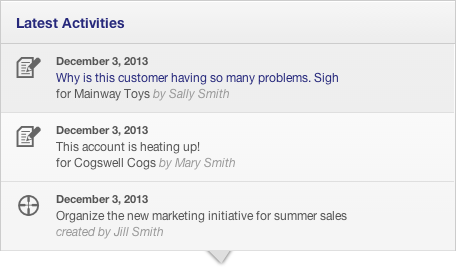 Latest Activities
December 3, 2013
Why is this customer having so many problems. Sigh
for Mainway Toys by Sally Smith
December 3, 2013
This account is heating up!
for Cogswell Cogs by Mary Smith
December 3, 2013
Organize the new marketing initiative for summer sales
created by Jill Smith